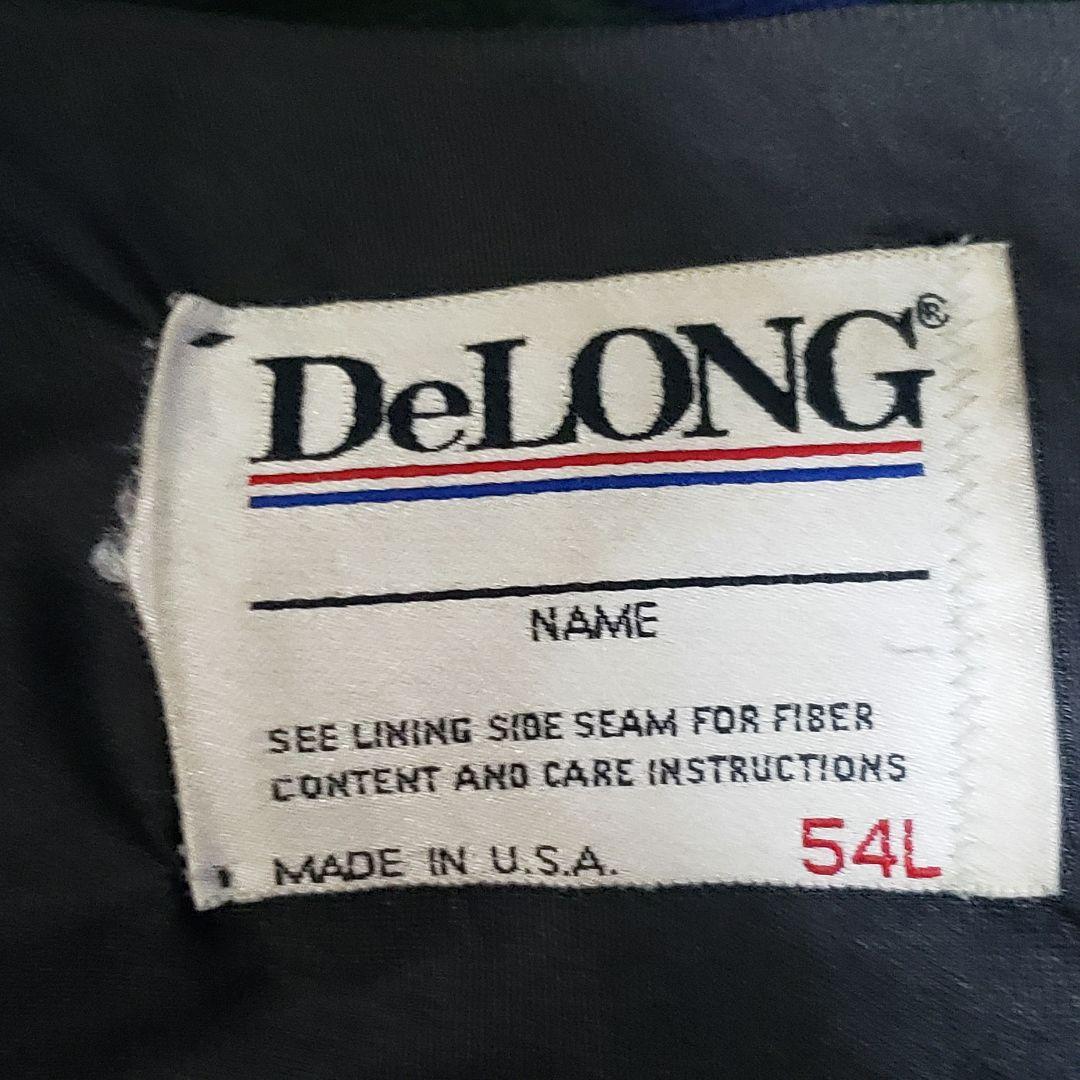 DeLONG®
NAME
SEE LINING SIDE SEAM FOR FIBER
CONTENT AND CARE INSTRUCTIONS
MADE IN U.S.A. 54L